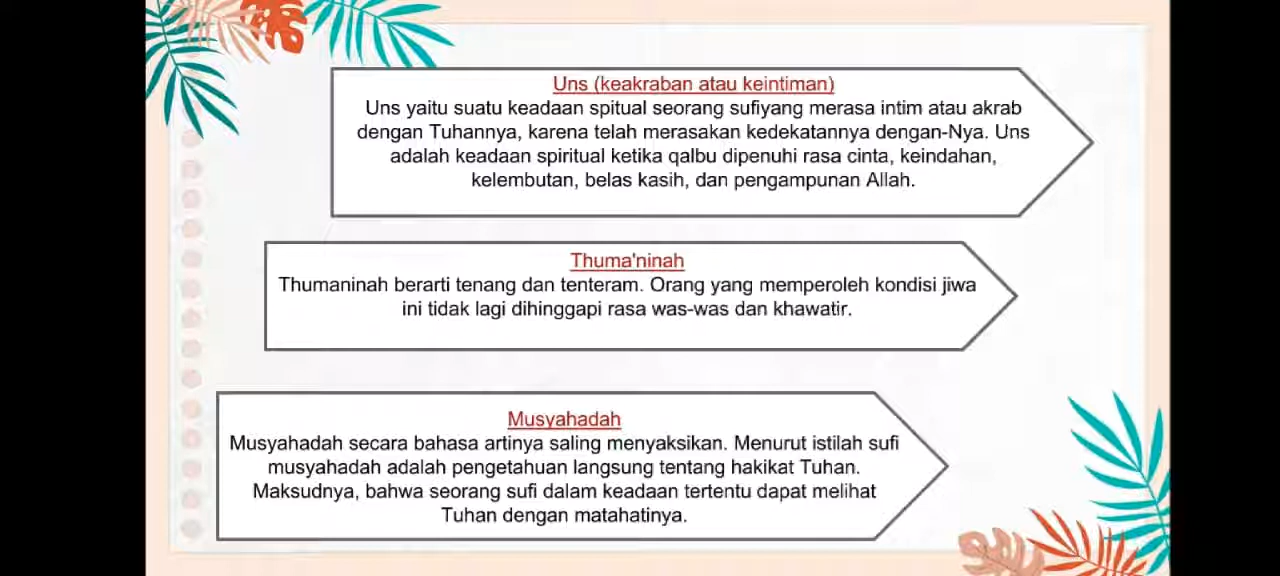 Uns (keakraban atau keintiman)
Uns yaitu suatu keadaan spitual seorang sufiyang merasa intim atau akrab
dengan Tuhannya, karena telah merasakan kedekatannya dengan-Nya. Uns
adalah keadaan spiritual ketika qalbu dipenuhi rasa cinta, keindahan,
kelembutan, belas kasih, dan pengampunan Allah.
Thuma'ninah
Thumaninah berarti tenang dan tenteram. Orang yang memperoleh kondisi jiwa
ini tidak lagi dihinggapi rasa was-was dan khawatir.
Musyahadah
Musyahadah secara bahasa artinya saling menyaksikan. Menurut istilah sufi
musyahadah adalah pengetahuan langsung tentang hakikat Tuhan.
Maksudnya, bahwa seorang sufi dalam keadaan tertentu dapat melihat
Tuhan dengan matahatinya.